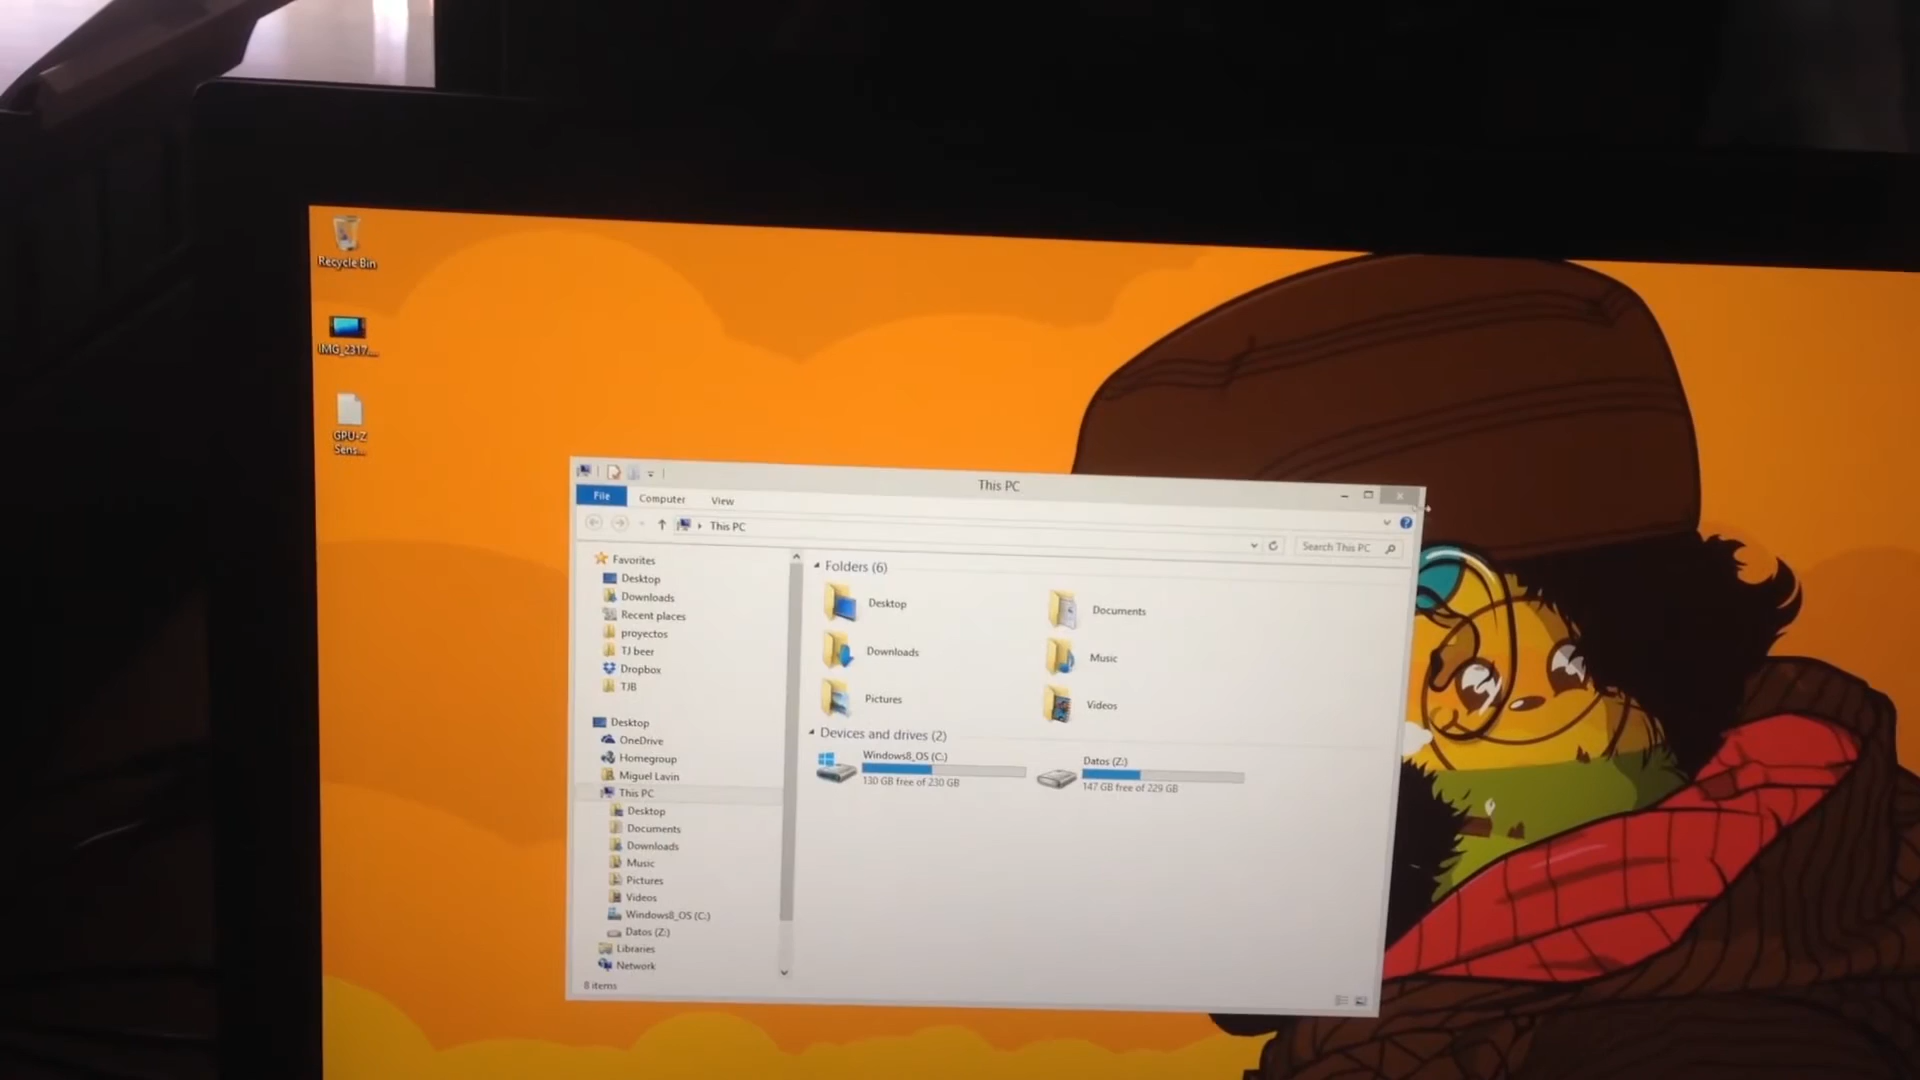 Recycle Bin
IMG_2317....
GPU-Z
Sens...
This PC
File Computer View
This PC
Search This PC
Favorites
Desktop
Downloads
Recent places
proyectos
TJ beer
Dropbox
TJB
Desktop
OneDrive
Homegroup
Miguel Lavin
This PC
Desktop
Documents
Downloads
Music
Pictures
Videos
Windows8_OS (C:)
Datos (Z:)
Libraries
Network
8 items
Folders (6)
Desktop
Documents
Downloads
Music
Pictures
Videos
Devices and drives (2)
Windows8_OS (C:)
130 GB free of 230 GB
Datos (Z:)
147 GB free of 229 GB